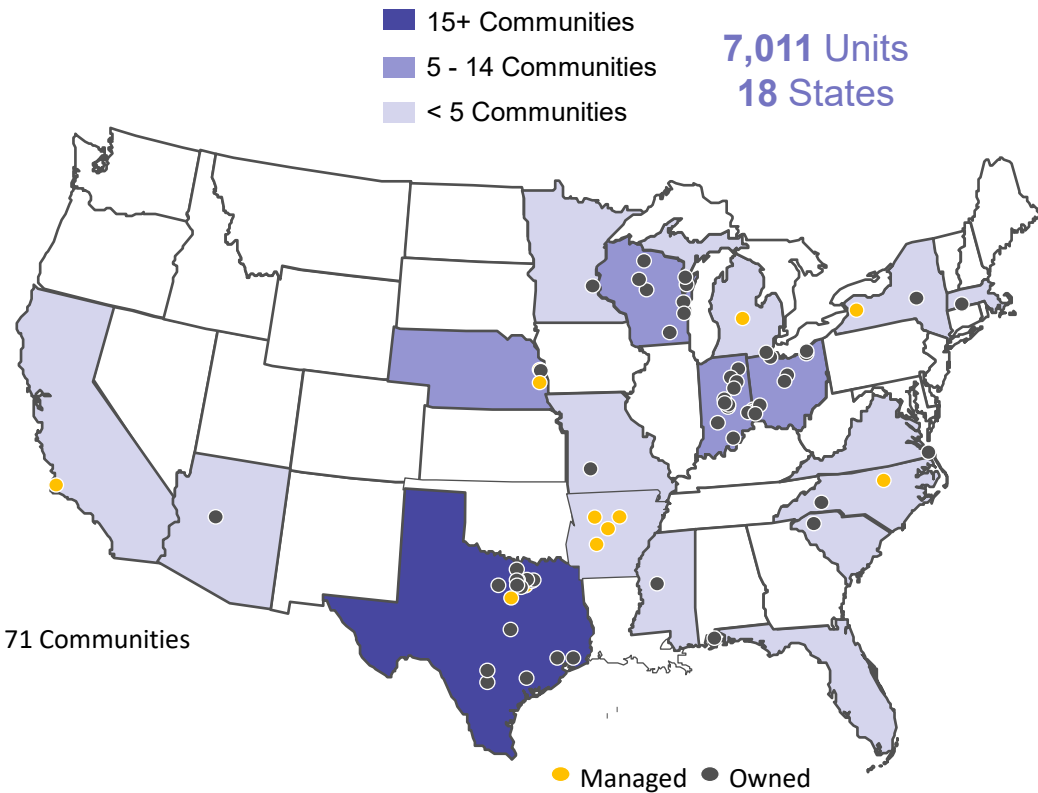 15+ Communities
5 - 14 Communities
< 5 Communities
7,011 Units
18 States
71 Communities
Managed
Owned